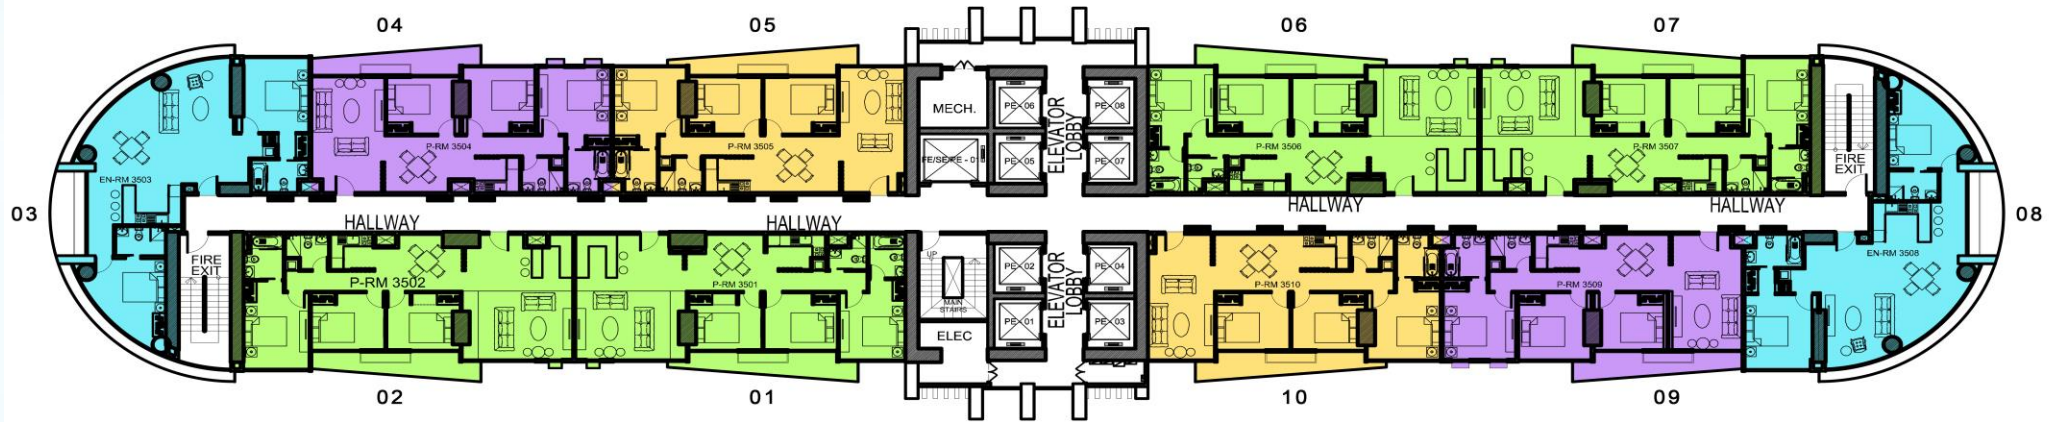 04
05
06
07
MECH.
PE-06
PE-08
ELEVATOR
LOBBY
P-RM 3504
P-RM 3505
FE/SE/PE - 01
PE-05
PE-07
P-RM 3506
P-RM 3507
FIRE
EXIT
EN-RM 3503
03
HALLWAY
HALLWAY
HALLWAY
HALLWAY
08
FIRE
EXIT
P-RM 3502
P-RM 3501
UP
MAIN
STAIRS
ELEC
PE-02
PE-04
ELEVATOR
LOBBY
PE-01
PE-03
P-RM 3510
P-RM 3509
EN-RM 3508
02
01
10
09